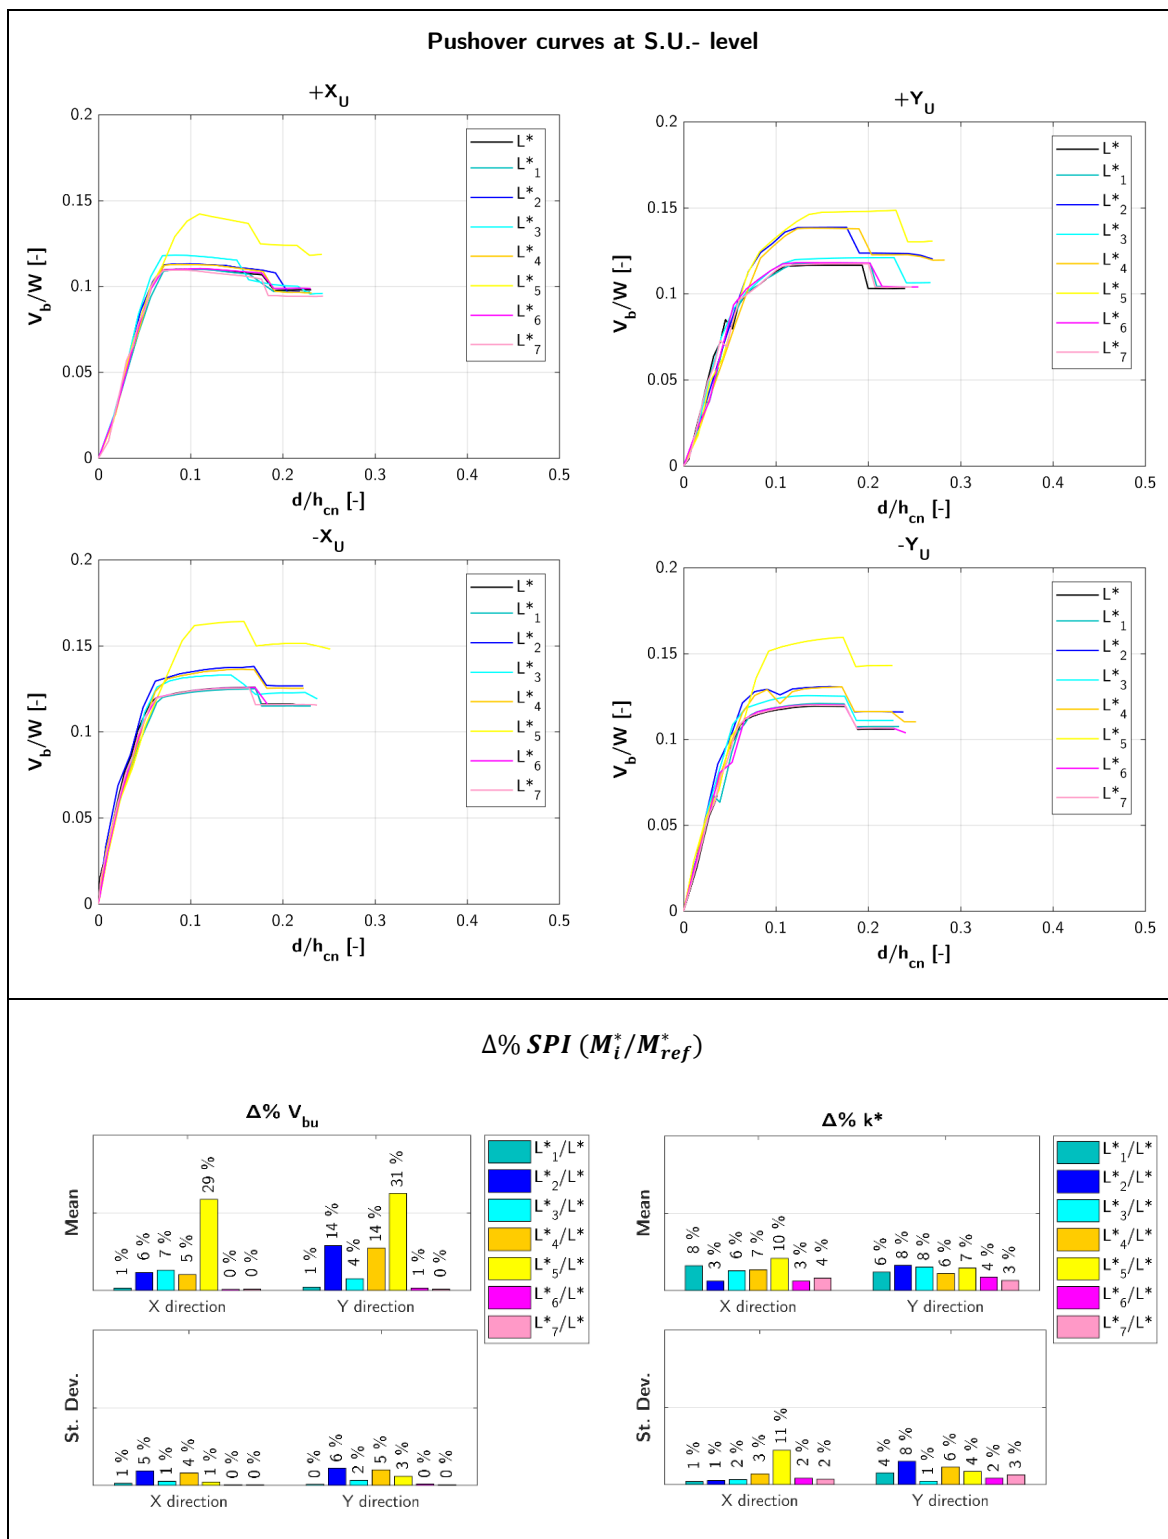 Pushover curves at S.U.- level
+X_U
0.2
0.15
0.1
0.05
0
V_b/W [-]
0 0.1 0.2 0.3 0.4 0.5
d/h_cn [-]
L*
L*_1
L*_2
L*_3
L*_4
L*_5
L*_6
L*_7
+Y_U
0.2
0.15
0.1
0.05
0
V_b/W [-]
0 0.1 0.2 0.3 0.4 0.5
d/h_cn [-]
L*
L*_1
L*_2
L*_3
L*_4
L*_5
L*_6
L*_7
-X_U
0.2
0.15
0.1
0.05
0
V_b/W [-]
0 0.1 0.2 0.3 0.4 0.5
d/h_cn [-]
L*
L*_1
L*_2
L*_3
L*_4
L*_5
L*_6
L*_7
-Y_U
0.2
0.15
0.1
0.05
0
V_b/W [-]
0 0.1 0.2 0.3 0.4 0.5
d/h_cn [-]
L*
L*_1
L*_2
L*_3
L*_4
L*_5
L*_6
L*_7
Δ% SPI (M*_i/M*_ref)
Δ% V_bu
Mean
1 % 6 % 7 % 5 % 29 % 0 % 0 %
1 % 14 % 4 % 14 % 31 % 1 % 0 %
X direction Y direction
St. Dev.
1 % 5 % 1 % 4 % 1 % 0 % 0 %
0 % 6 % 2 % 5 % 3 % 0 % 0 %
X direction Y direction
L*_1/L*
L*_2/L*
L*_3/L*
L*_4/L*
L*_5/L*
L*_6/L*
L*_7/L*
Δ% k*
Mean
8 % 3 % 6 % 7 % 10 % 3 % 4 %
6 % 8 % 8 % 6 % 7 % 4 % 3 %
X direction Y direction
St. Dev.
1 % 1 % 2 % 3 % 11 % 2 % 2 %
4 % 8 % 1 % 6 % 4 % 2 % 3 %
X direction Y direction
L*_1/L*
L*_2/L*
L*_3/L*
L*_4/L*
L*_5/L*
L*_6/L*
L*_7/L*